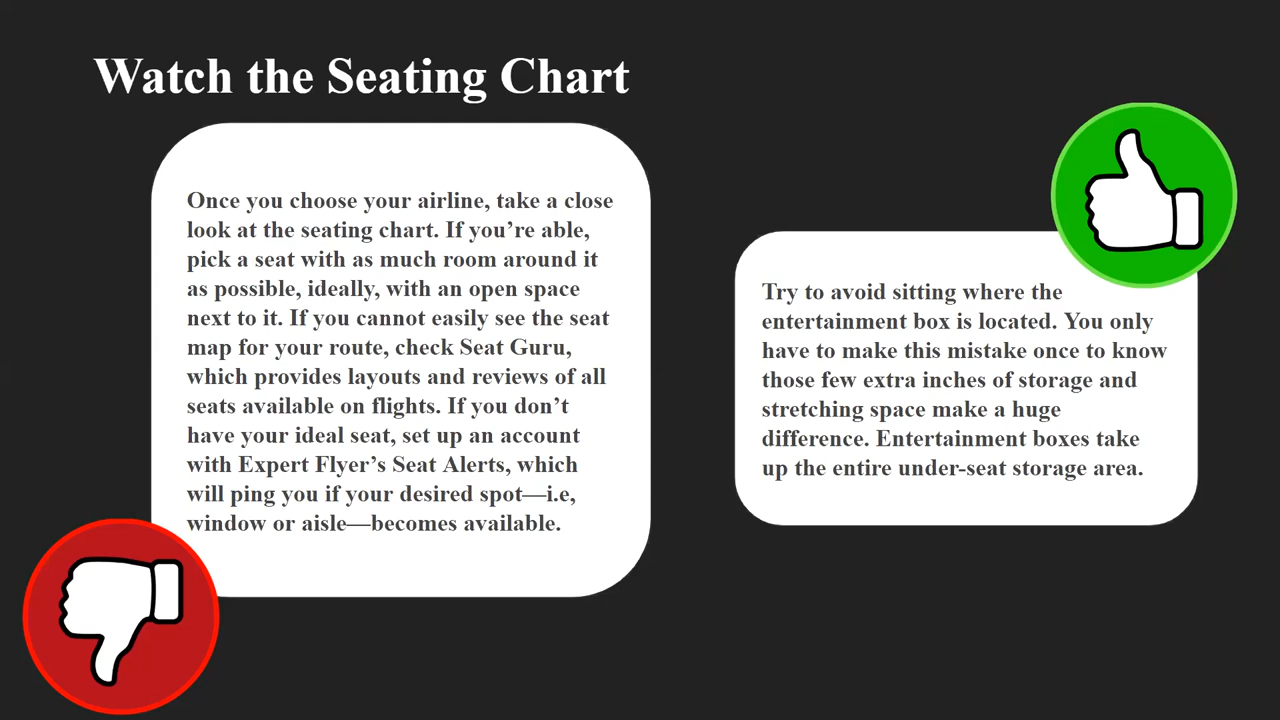 Watch the Seating Chart
Once you choose your airline, take a close
look at the seating chart. If you’re able,
pick a seat with as much room around it
as possible, ideally, with an open space
next to it. If you cannot easily see the seat
map for your route, check Seat Guru,
which provides layouts and reviews of all
seats available on flights. If you don’t
have your ideal seat, set up an account
with Expert Flyer’s Seat Alerts, which
will ping you if your desired spot—i.e,
window or aisle—becomes available.
Try to avoid sitting where the
entertainment box is located. You only
have to make this mistake once to know
those few extra inches of storage and
stretching space make a huge
difference. Entertainment boxes take
up the entire under-seat storage area.